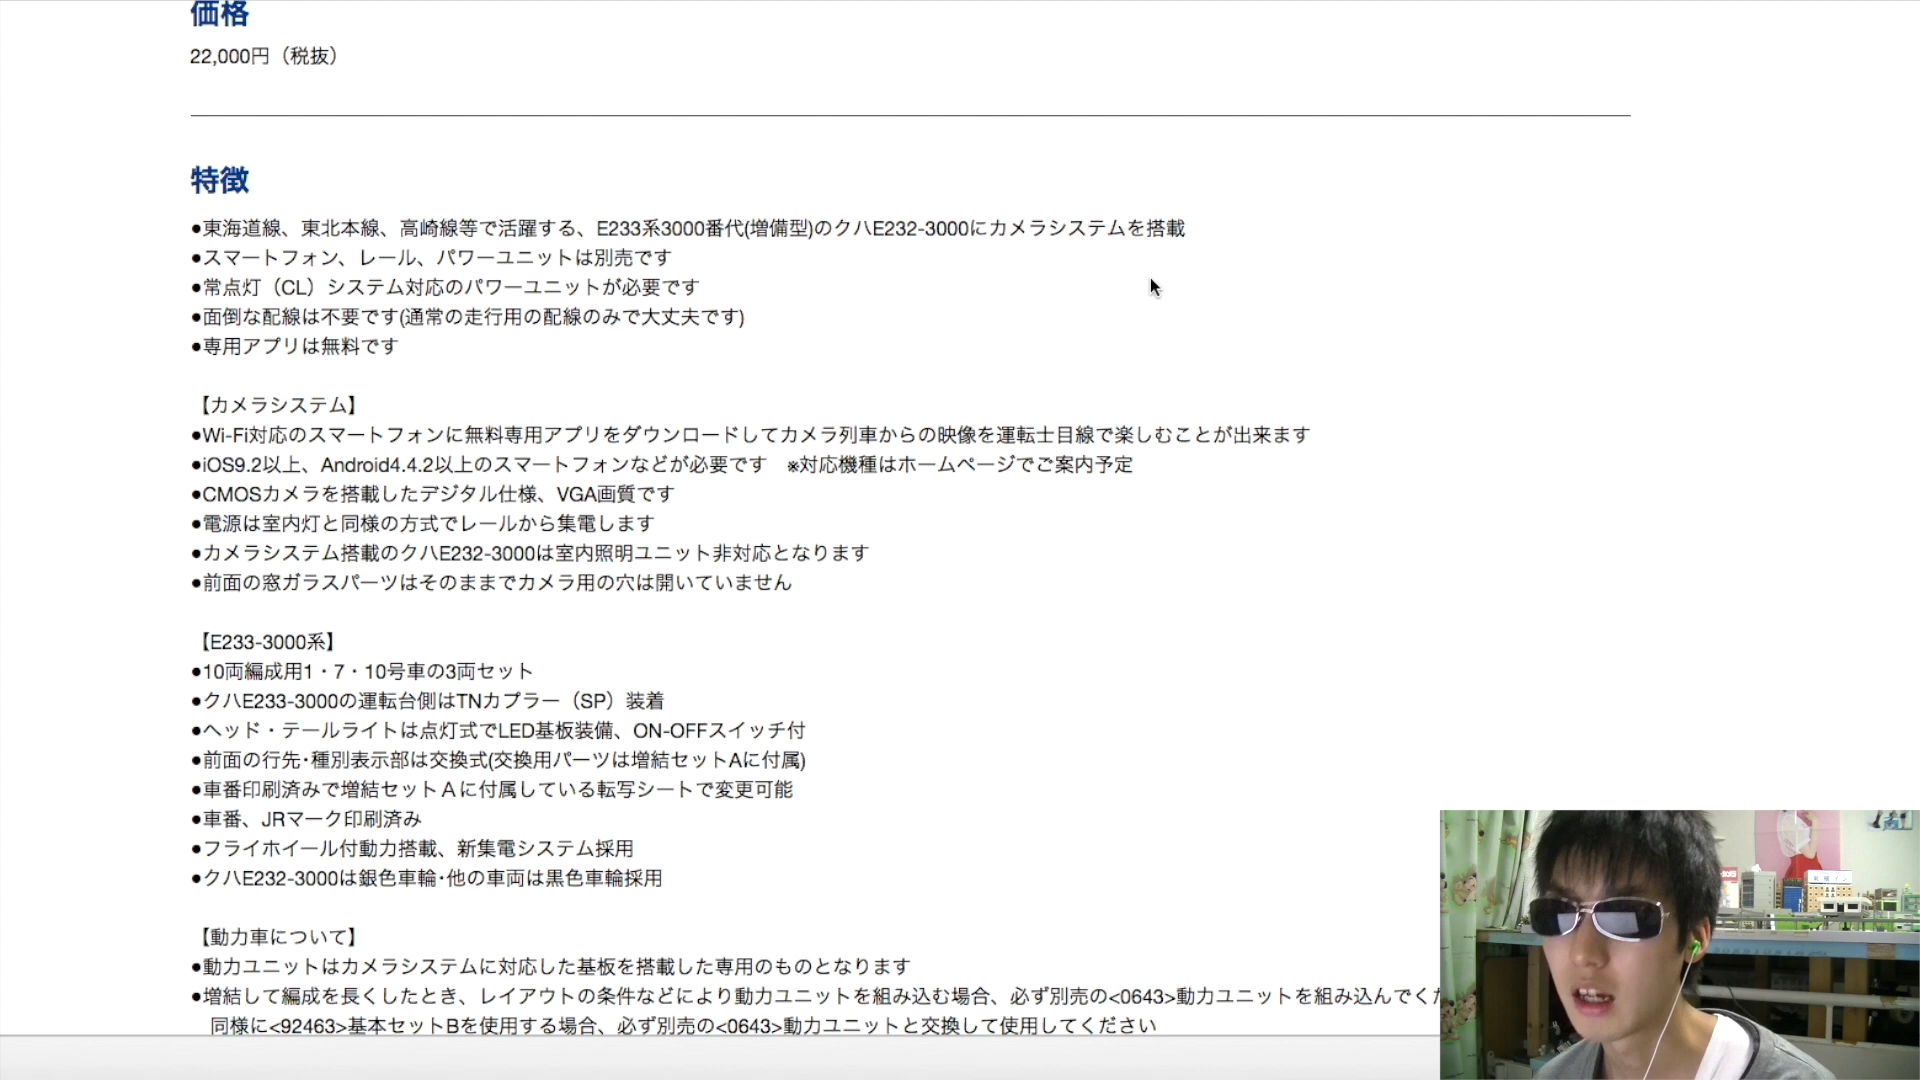 価格
22,000円（税抜）
特徴
●東海道線、東北本線、高崎線等で活躍する、E233系3000番代(増備型)のクハE232-3000にカメラシステムを搭載
●スマートフォン、レール、パワーユニットは別売です
●常点灯（CL）システム対応のパワーユニットが必要です
●面倒な配線は不要です(通常の走行用の配線のみで大丈夫です)
●専用アプリは無料です
【カメラシステム】
●Wi-Fi対応のスマートフォンに無料専用アプリをダウンロードしてカメラ列車からの映像を運転士目線で楽しむことが出来ます
●iOS9.2以上、Android4.4.2以上のスマートフォンなどが必要です　※対応機種はホームページでご案内予定
●CMOSカメラを搭載したデジタル仕様、VGA画質です
●電源は室内灯と同様の方式でレールから集電します
●カメラシステム搭載のクハE232-3000は室内照明ユニット非対応となります
●前面の窓ガラスパーツはそのままでカメラ用の穴は開いていません
【E233-3000系】
●10両編成用1・7・10号車の3両セット
●クハE233-3000の運転台側はTNカプラー（SP）装着
●ヘッド・テールライトは点灯式でLED基板装備、ON-OFFスイッチ付
●前面の行先･種別表示部は交換式(交換用パーツは増結セットAに付属)
●車番印刷済みで増結セットＡに付属している転写シートで変更可能
●車番、JRマーク印刷済み
●フライホイール付動力搭載、新集電システム採用
●クハE232-3000は銀色車輪･他の車両は黒色車輪採用
【動力車について】
●動力ユニットはカメラシステムに対応した基板を搭載した専用のものとなります
●増結して編成を長くしたとき、レイアウトの条件などにより動力ユニットを組み込む場合、必ず別売の<0643>動力ユニットを組み込んでく
同様に<92463>基本セットBを使用する場合、必ず別売の<0643>動力ユニットと交換して使用してください